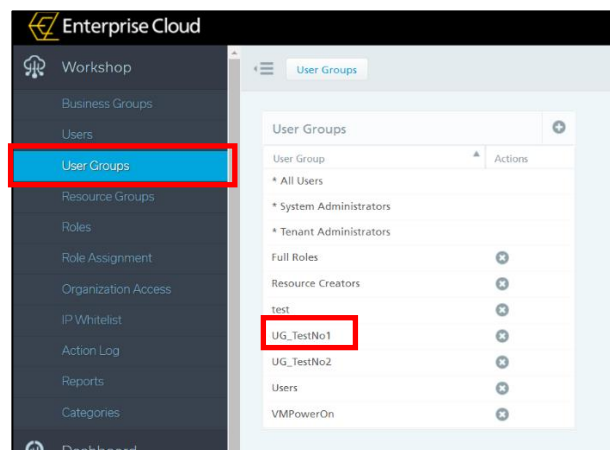 Enterprise Cloud
Workshop
Business Groups
Users
User Groups
Resource Groups
Roles
Role Assignment
Organization Access
IP Whitelist
Action Log
Reports
Categories
Dashboard
User Groups
User Groups
User Group Actions
* All Users
* System Administrators
* Tenant Administrators
Full Roles
Resource Creators
test
UG_TestNo1
UG_TestNo2
Users
VMPowerOn